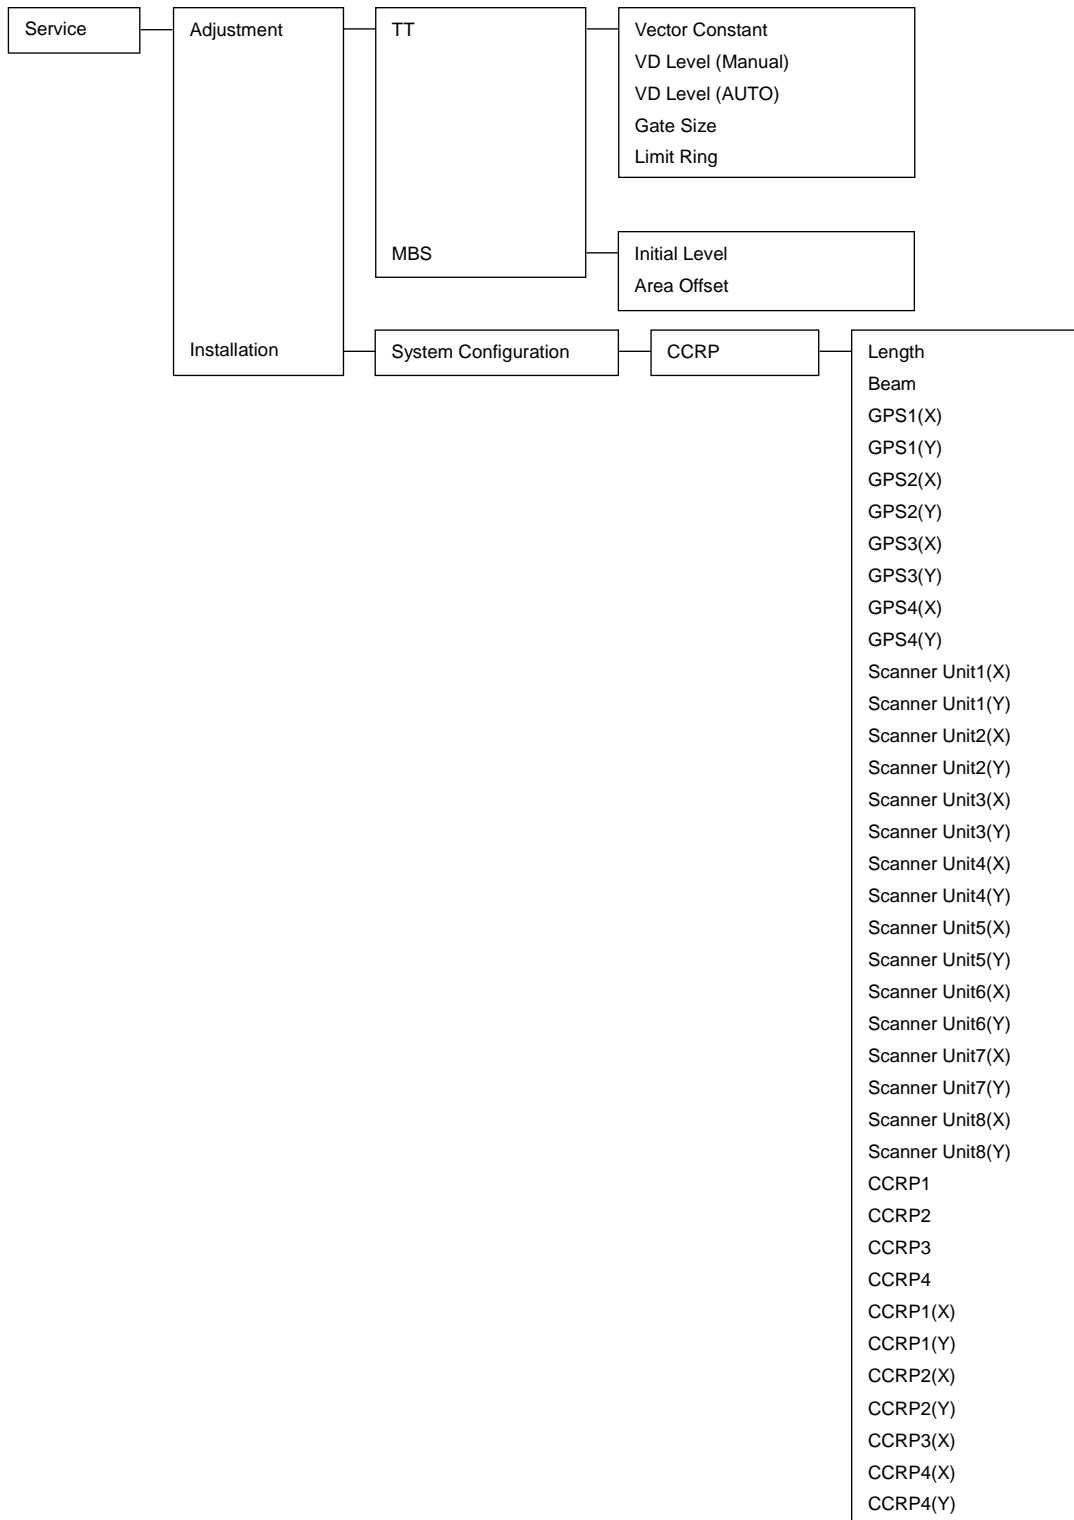 Service
Adjustment
TT
Vector Constant
VD Level (Manual)
VD Level (AUTO)
Gate Size
Limit Ring
MBS
Initial Level
Area Offset
Installation
System Configuration
CCRP
Length
Beam
GPS1(X)
GPS1(Y)
GPS2(X)
GPS2(Y)
GPS3(X)
GPS3(Y)
GPS4(X)
GPS4(Y)
Scanner Unit1(X)
Scanner Unit1(Y)
Scanner Unit2(X)
Scanner Unit2(Y)
Scanner Unit3(X)
Scanner Unit3(Y)
Scanner Unit4(X)
Scanner Unit4(Y)
Scanner Unit5(X)
Scanner Unit5(Y)
Scanner Unit6(X)
Scanner Unit6(Y)
Scanner Unit7(X)
Scanner Unit7(Y)
Scanner Unit8(X)
Scanner Unit8(Y)
CCRP1
CCRP2
CCRP3
CCRP4
CCRP1(X)
CCRP1(Y)
CCRP2(X)
CCRP2(Y)
CCRP3(X)
CCRP4(X)
CCRP4(Y)